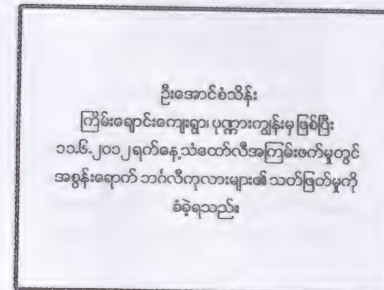 ဦးအောင်စံသိန်း
ကြိမ်းချောင်းကျေးရွာ၊ ပုဏ္ဏားကျွန်းမှ ဖြစ်ပြီး
၁၁.၆.၂၀၁၂ ရက်နေ့သံတော်လီအကြမ်းဖက်မှုတွင်
အစွန်းရောက် ဘင်္ဂလီကုလားများ၏ သတ်ဖြတ်မှုကို
ခံခဲ့ရသည်။